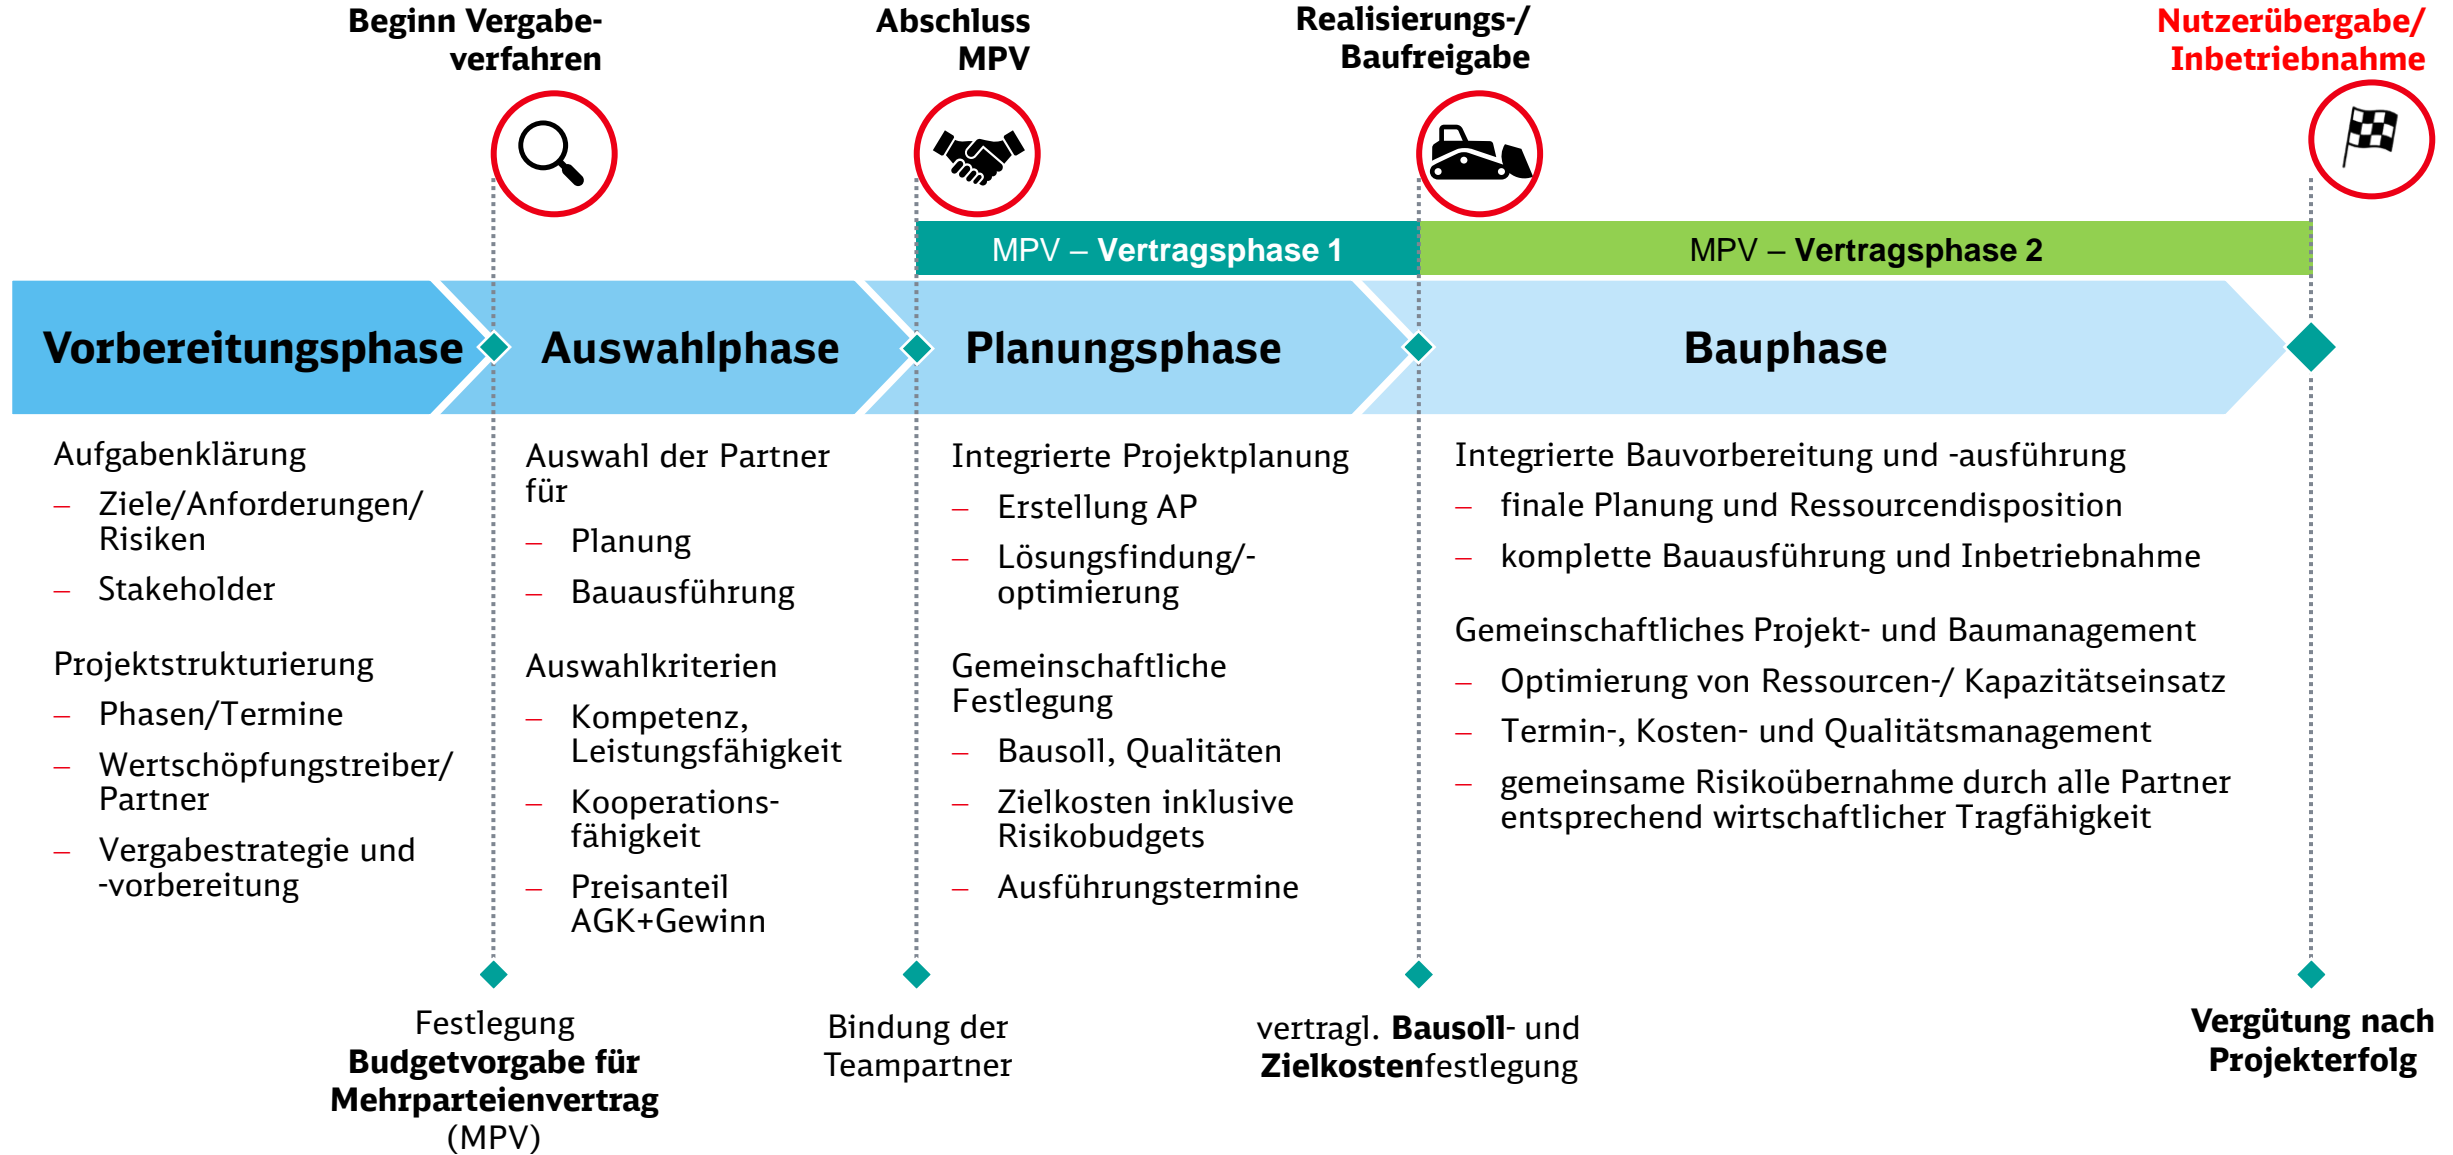 Beginn Vergabe-
verfahren
Abschluss
MPV
Realisierungs-/
Baufreigabe
Nutzerübergabe/
Inbetriebnahme
MPV – Vertragsphase 1
MPV – Vertragsphase 2
Vorbereitungsphase
Auswahlphase
Planungsphase
Bauphase
Aufgabenklärung
– Ziele/Anforderungen/
Risiken
– Stakeholder
Projektstrukturierung
– Phasen/Termine
– Wertschöpfungstreiber/
Partner
– Vergabestrategie und
-vorbereitung
Auswahl der Partner
für
– Planung
– Bauausführung
Auswahlkriterien
– Kompetenz,
Leistungsfähigkeit
– Kooperations-
fähigkeit
– Preisanteil
AGK+Gewinn
Integrierte Projektplanung
– Erstellung AP
– Lösungsfindung/-
optimierung
Gemeinschaftliche
Festlegung
– Bausoll, Qualitäten
– Zielkosten inklusive
Risikobudgets
– Ausführungstermine
Integrierte Bauvorbereitung und -ausführung
– finale Planung und Ressourcendisposition
– komplette Bauausführung und Inbetriebnahme
Gemeinschaftliches Projekt- und Baumanagement
– Optimierung von Ressourcen-/ Kapazitätseinsatz
– Termin-, Kosten- und Qualitätsmanagement
– gemeinsame Risikoübernahme durch alle Partner
entsprechend wirtschaftlicher Tragfähigkeit
Festlegung
Budgetvorgabe für
Mehrparteienvertrag
(MPV)
Bindung der
Teampartner
vertragl. Bausoll- und
Zielkostenfestlegung
Vergütung nach
Projekterfolg